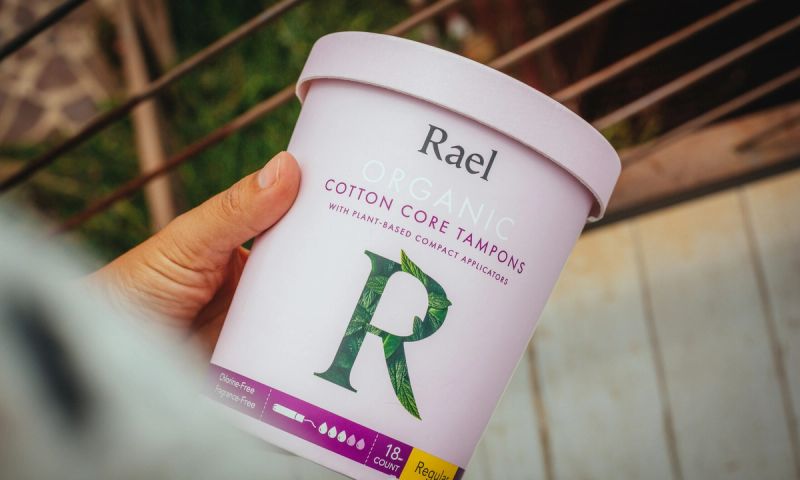 Rael
ORGANIC
COTTON CORE TAMPONS
WITH PLANT-BASED COMPACT APPLICATORS
R
Chlorine-Free
Fragrance-Free
18-
COUNT
Regular